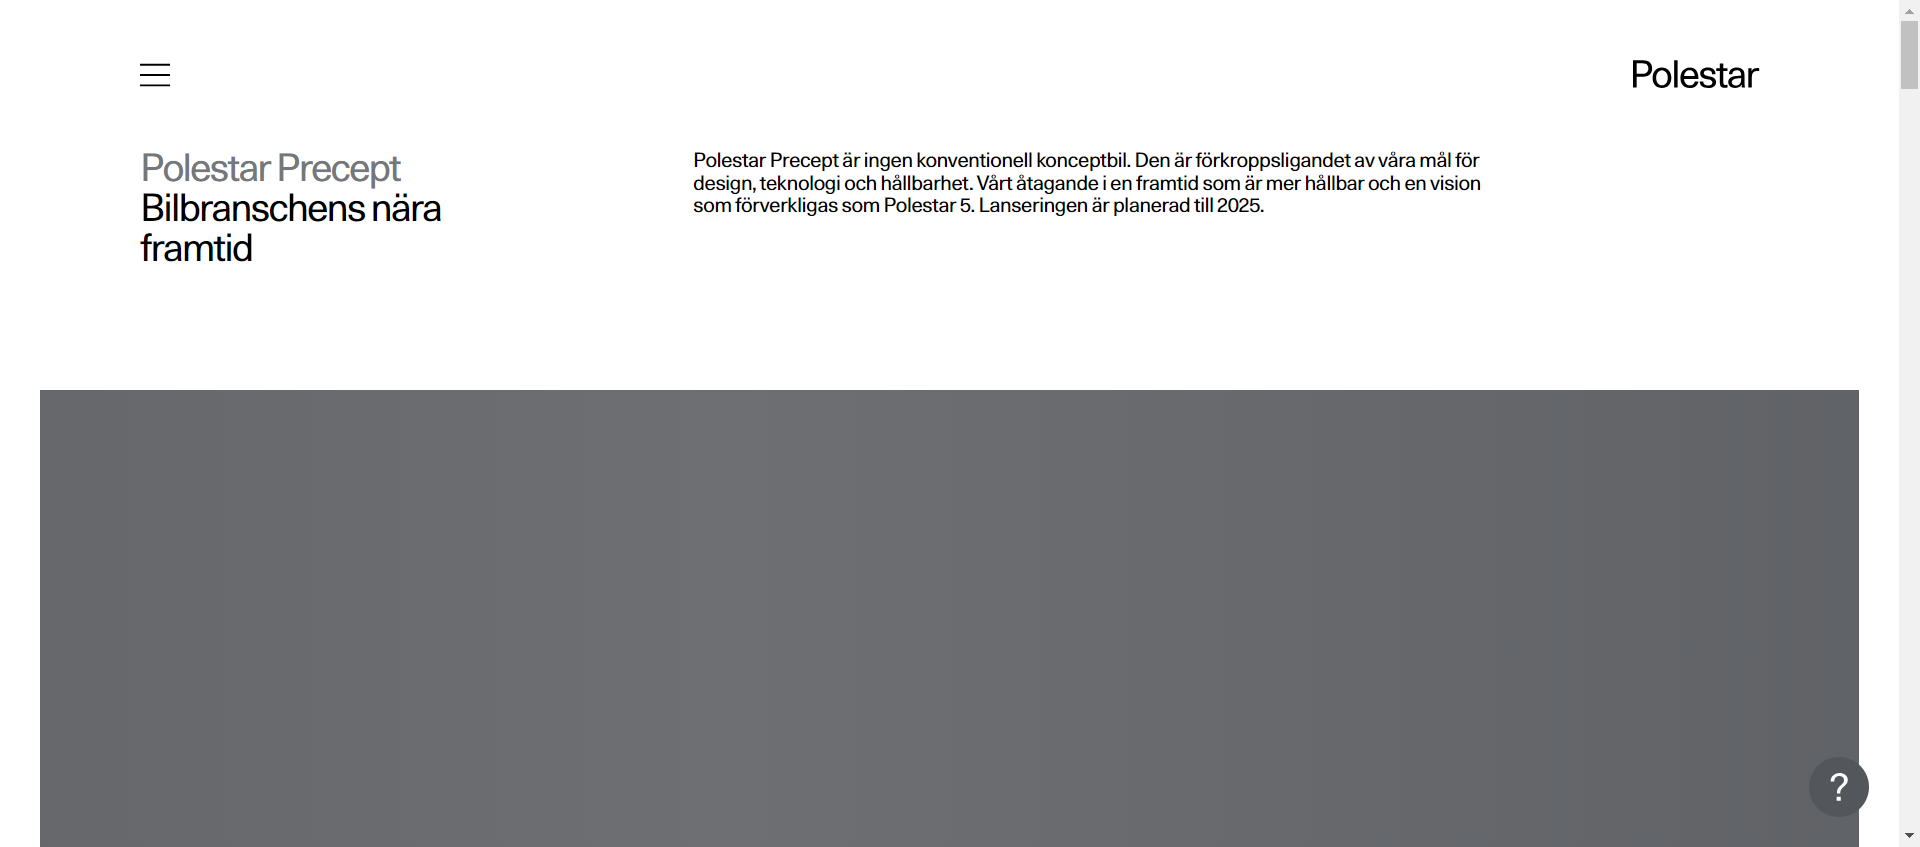 Polestar
Polestar Precept
Bilbranschens nära
framtid
Polestar Precept är ingen konventionell konceptbil. Den är förkroppsligandet av våra mål för
design, teknologi och hållbarhet. Vårt åtagande i en framtid som är mer hållbar och en vision
som förverkligas som Polestar 5. Lanseringen är planerad till 2025.
?